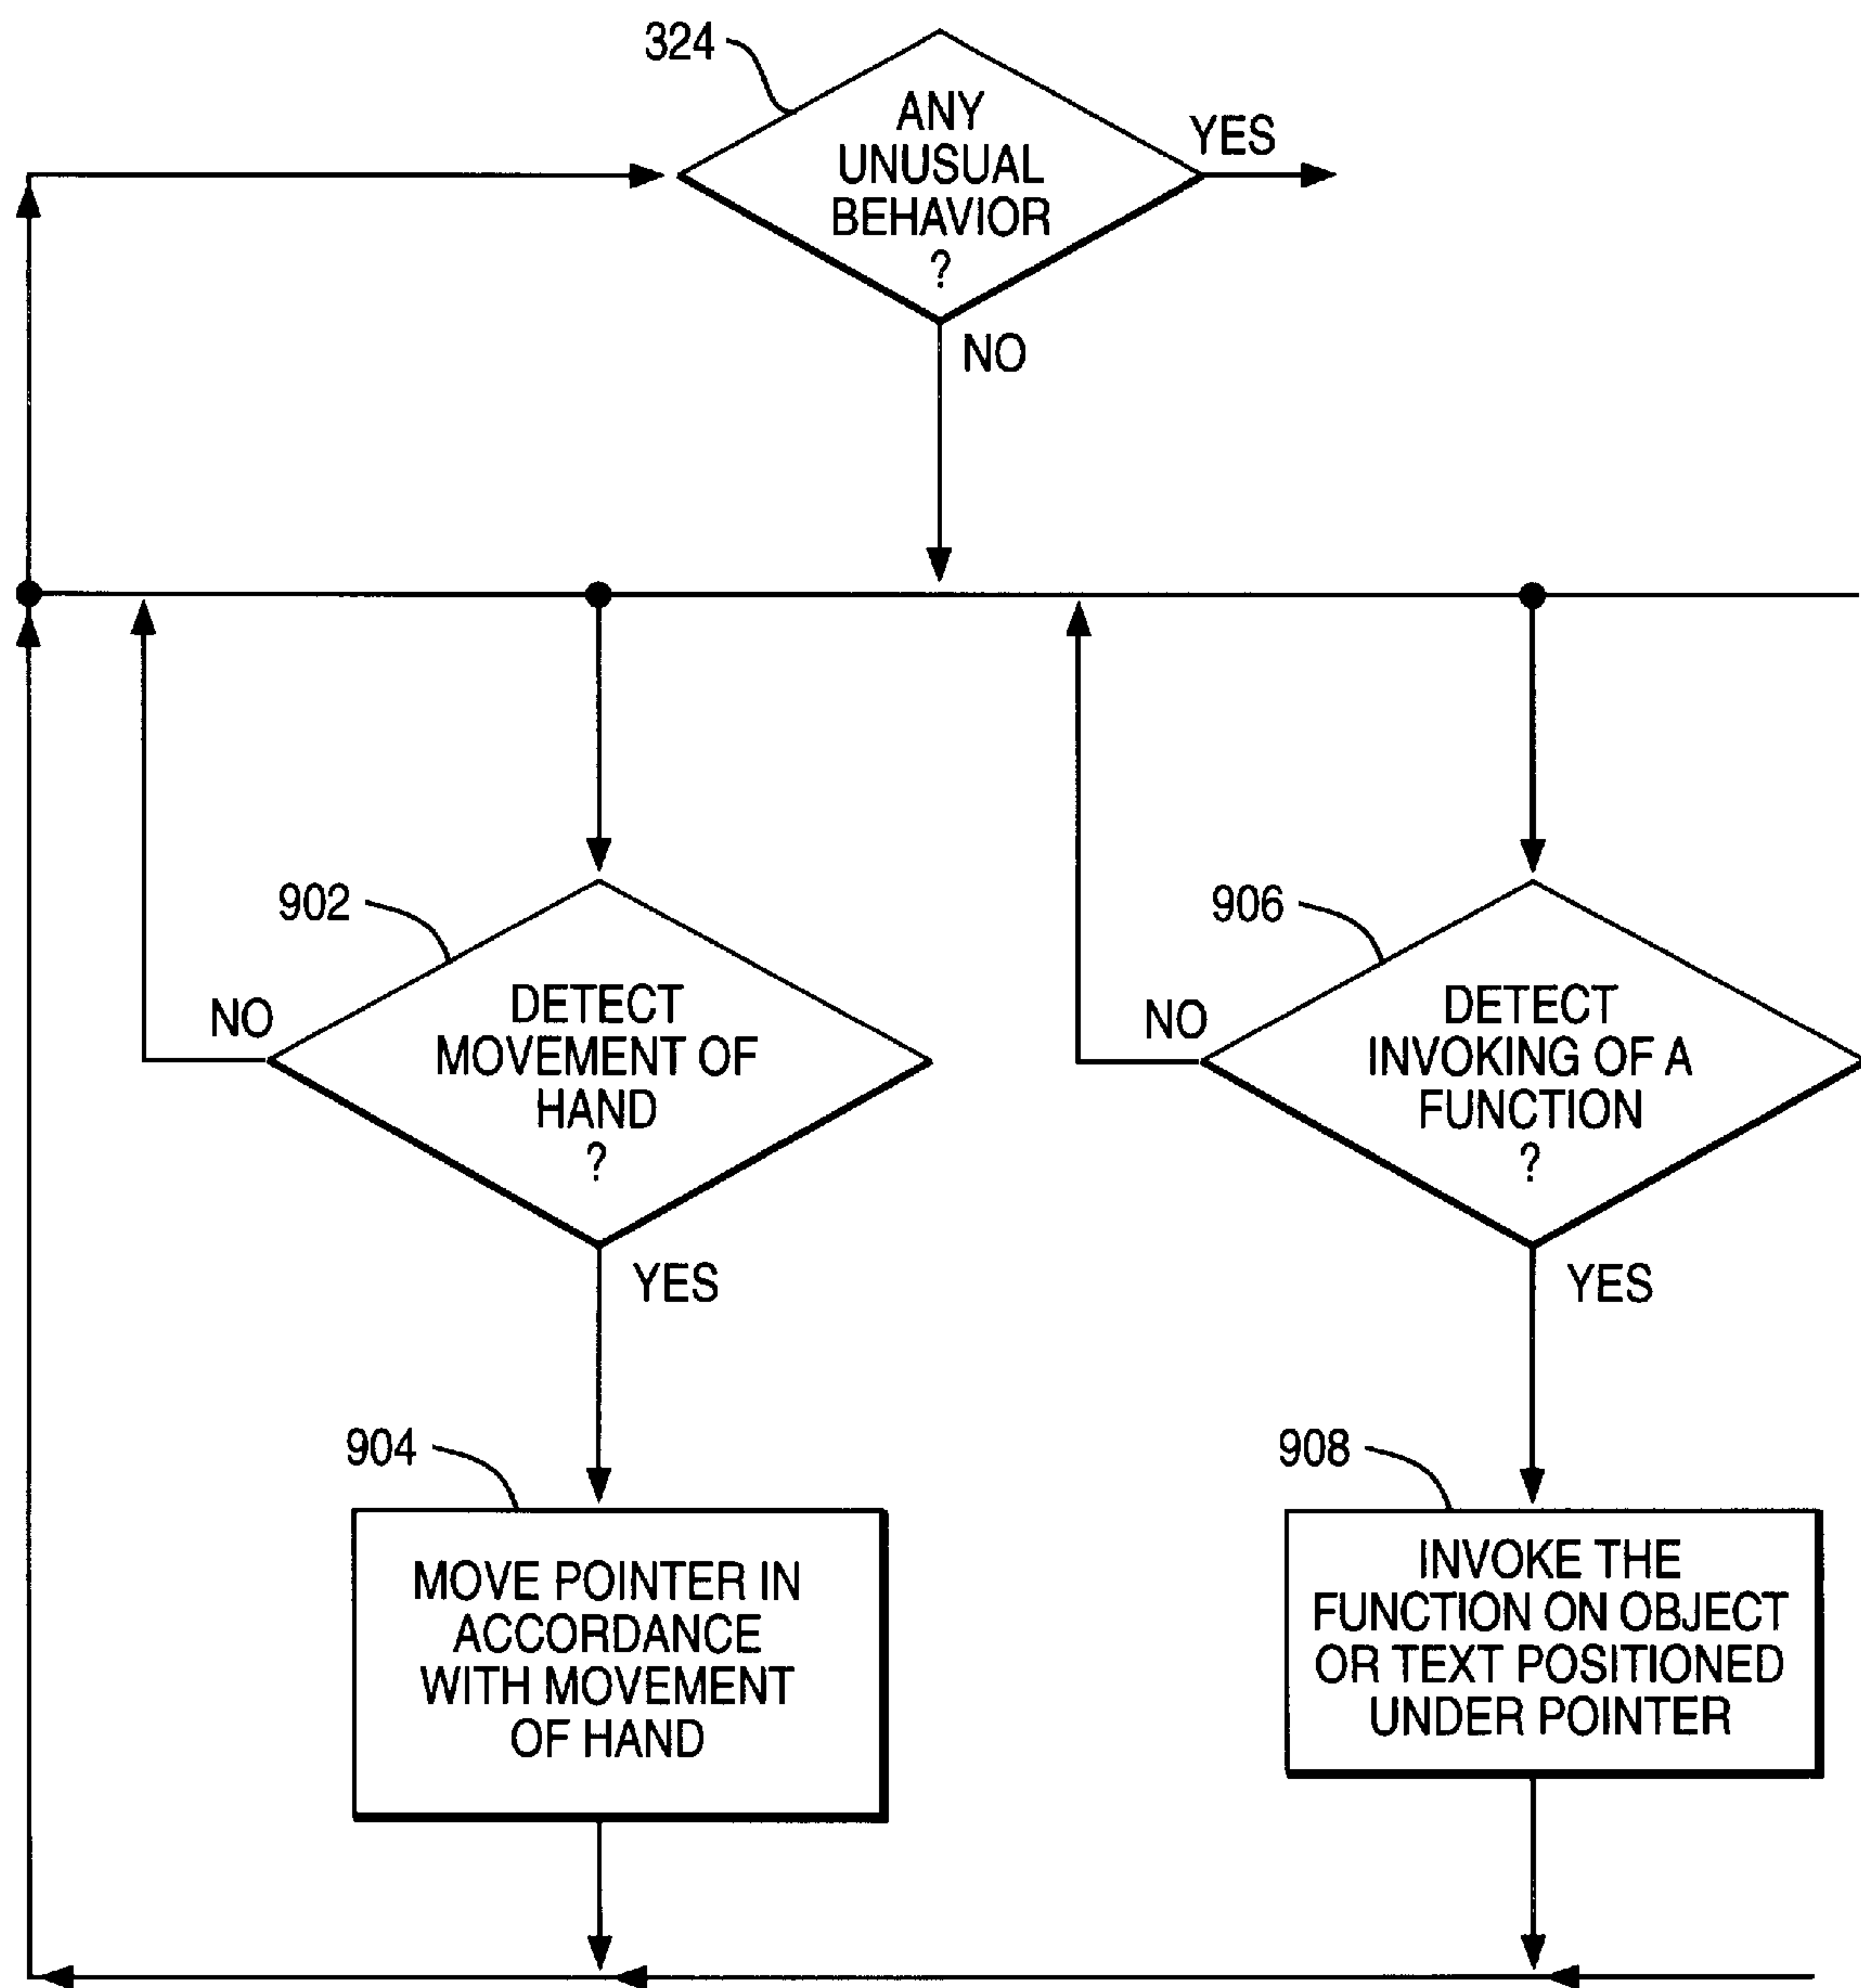 324
ANY
UNUSUAL
BEHAVIOR
?
YES
NO
902
DETECT
MOVEMENT OF
HAND
?
NO
YES
906
DETECT
INVOKING OF A
FUNCTION
?
NO
YES
904
MOVE POINTER IN
ACCORDANCE
WITH MOVEMENT
OF HAND
908
INVOKE THE
FUNCTION ON OBJECT
OR TEXT POSITIONED
UNDER POINTER